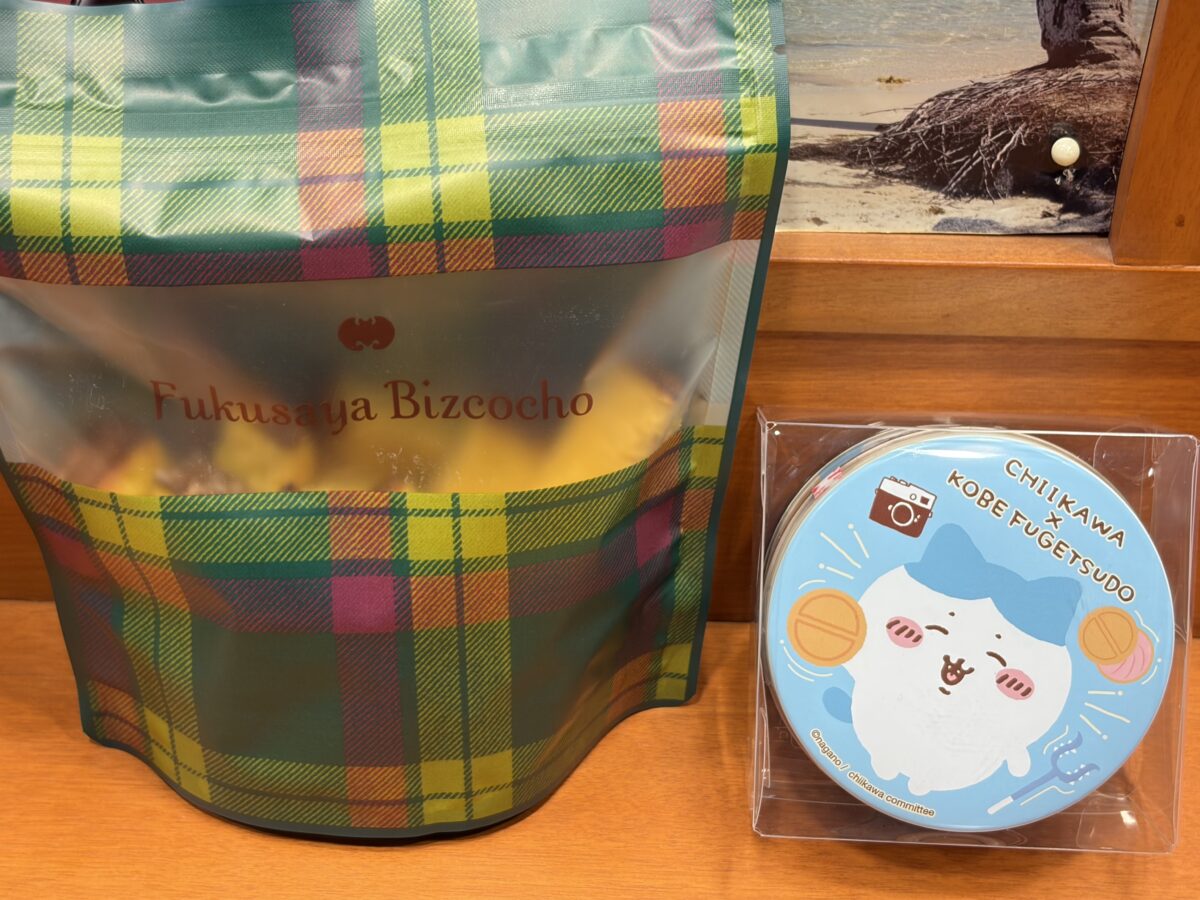 Fukusaya Bizcocho
CHIIKAWA
×
KOBE FUGETSUDO
©nagano / chiikawa committee